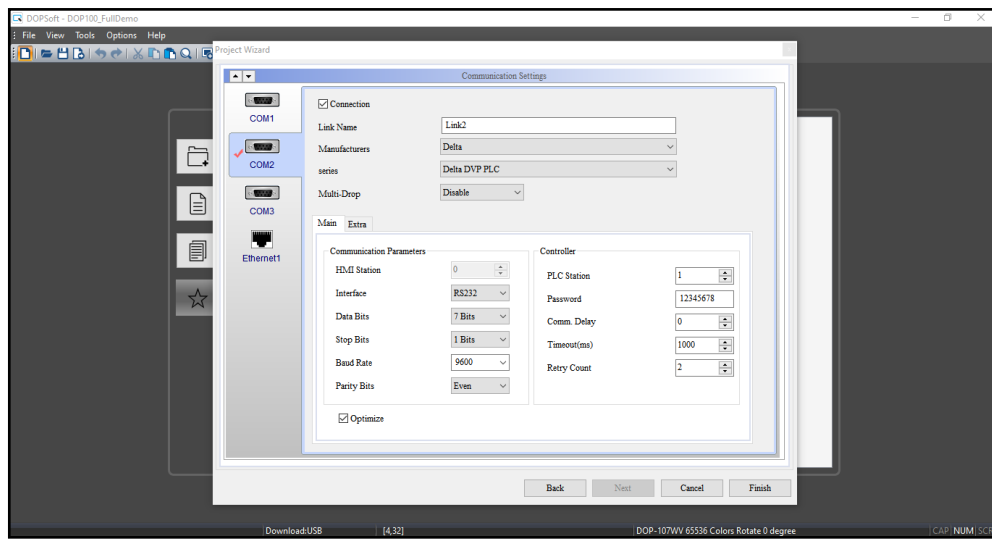 DOPSoft - DOP100_FullDemo
File View Tools Options Help
Project Wizard
Communication Settings
COM1
COM2
COM3
Ethernet1
Connection
Link Name Link2
Manufacturers Delta
series Delta DVP PLC
Multi-Drop Disable
Main Extra
Communication Parameters
HMI Station 0
Interface RS232
Data Bits 7 Bits
Stop Bits 1 Bits
Baud Rate 9600
Parity Bits Even
Optimize
Controller
PLC Station 1
Password 12345678
Comm. Delay 0
Timeout(ms) 1000
Retry Count 2
Back Next Cancel Finish
Download:USB [4,32] DOP-107WV 65536 Colors Rotate 0 degree CAP NUM SCR